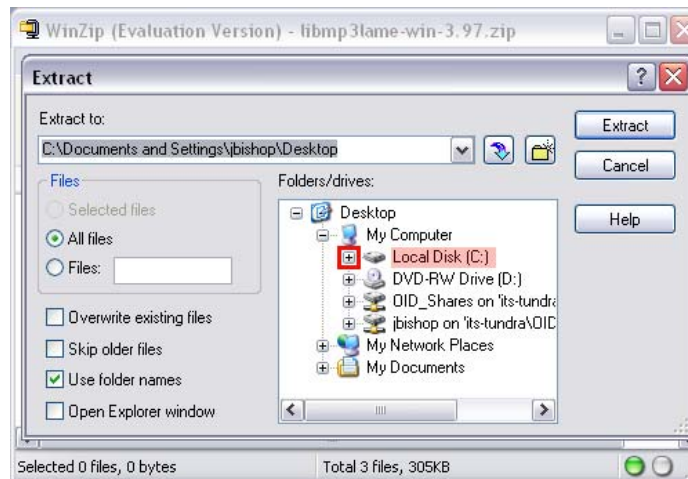 WinZip (Evaluation Version) - libmp3lame-win-3.97.zip
Extract
Extract to:
C:\Documents and Settings\jbishop\Desktop
Extract
Cancel
Help
Files
Selected files
All files
Files:
Overwrite existing files
Skip older files
Use folder names
Open Explorer window
Folders/drives:
Desktop
My Computer
Local Disk (C:)
DVD-RW Drive (D:)
OID_Shares on 'its-tundra
jbishop on 'its-tundra\OID
My Network Places
My Documents
Selected 0 files, 0 bytes
Total 3 files, 305KB